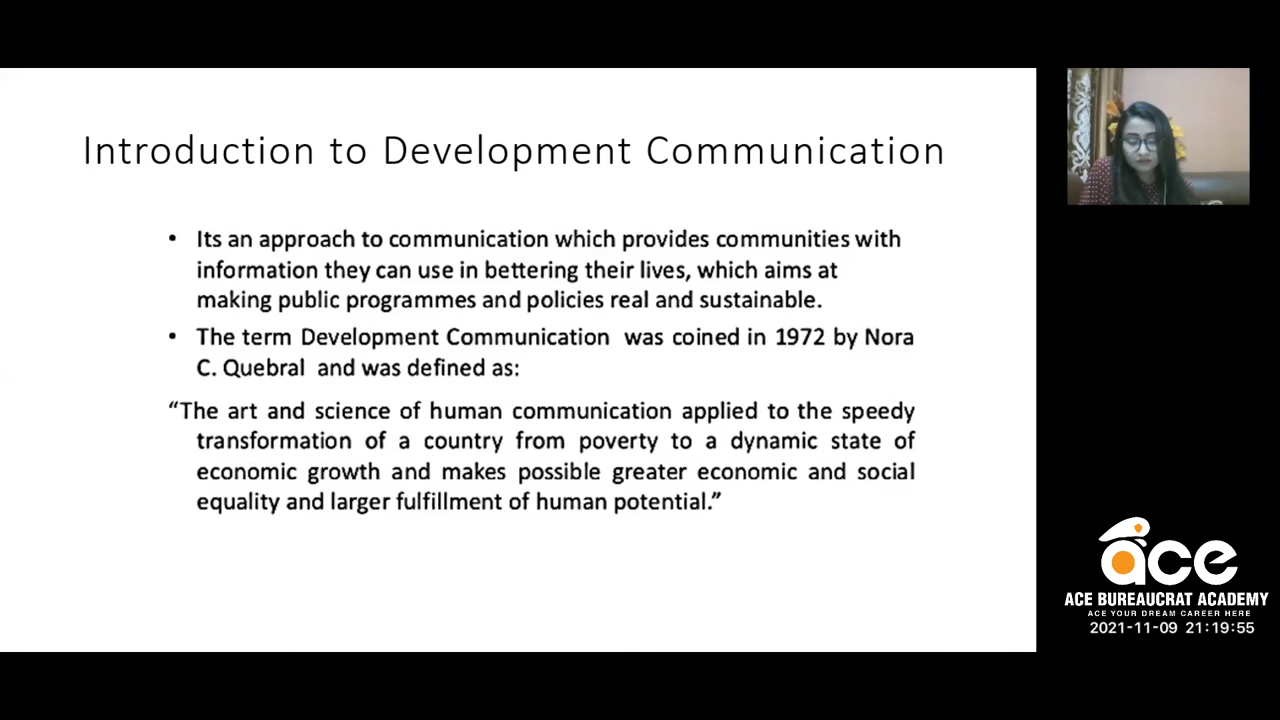 Introduction to Development Communication
• Its an approach to communication which provides communities with
information they can use in bettering their lives, which aims at
making public programmes and policies real and sustainable.
• The term Development Communication was coined in 1972 by Nora
C. Quebral and was defined as:
“The art and science of human communication applied to the speedy
transformation of a country from poverty to a dynamic state of
economic growth and makes possible greater economic and social
equality and larger fulfillment of human potential.”
ace
ACE BUREAUCRAT ACADEMY
ACE YOUR DREAM CAREER HERE
2021-11-09 21:19:55